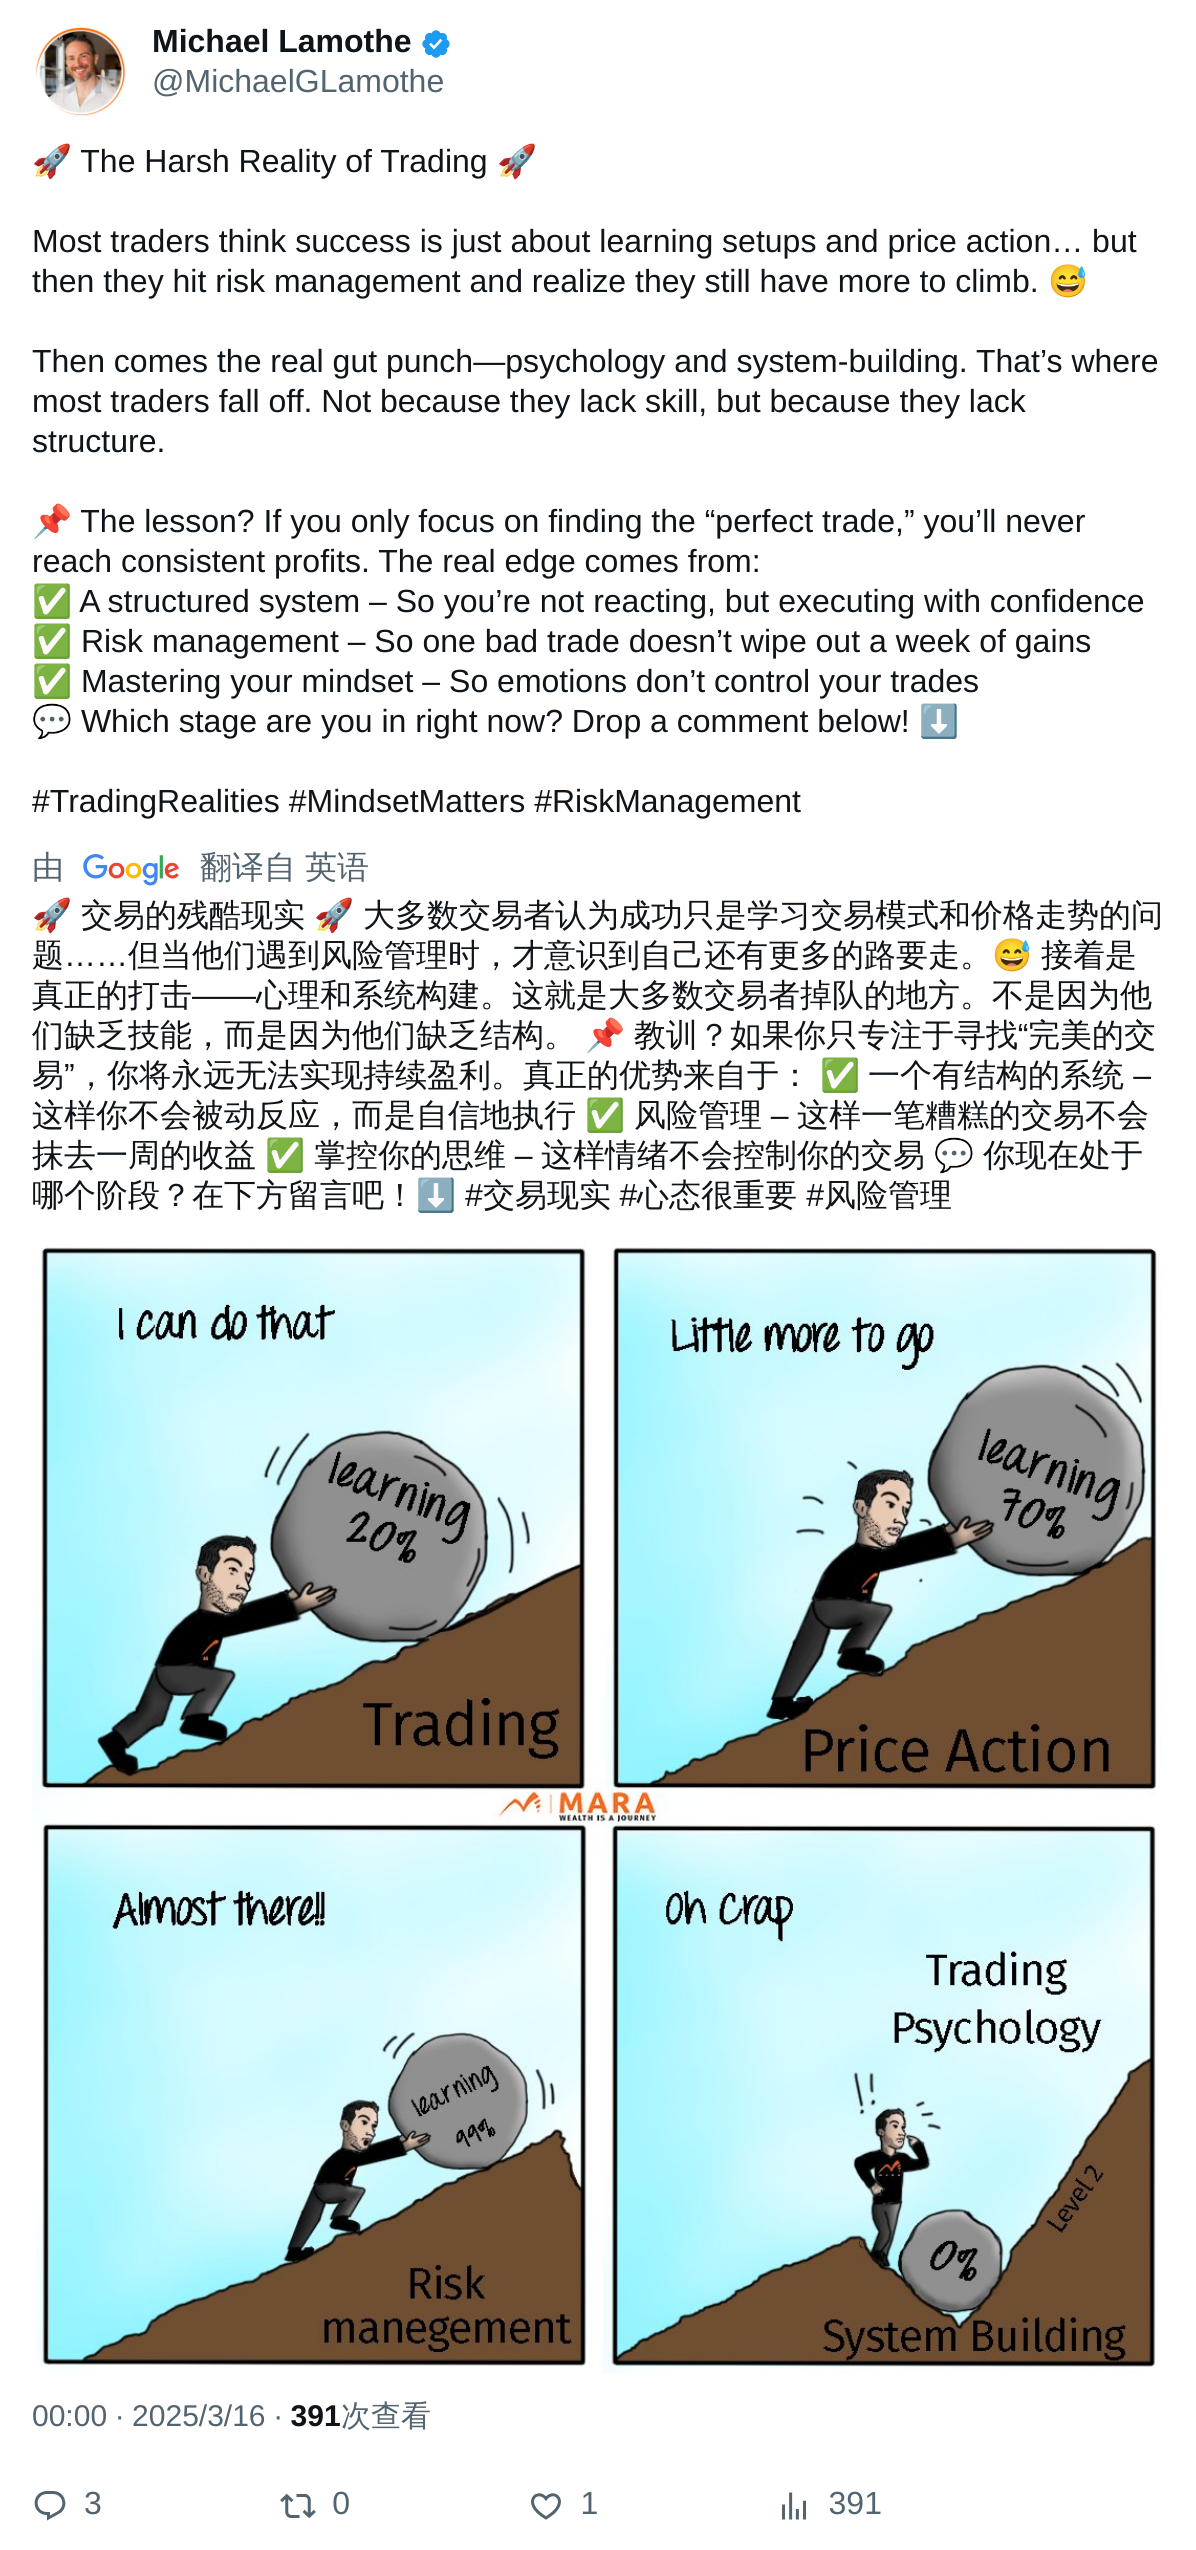 Michael Lamothe
@MichaelGLamothe
🚀 The Harsh Reality of Trading 🚀
Most traders think success is just about learning setups and price action… but
then they hit risk management and realize they still have more to climb. 😅
Then comes the real gut punch—psychology and system-building. That’s where
most traders fall off. Not because they lack skill, but because they lack
structure.
📌 The lesson? If you only focus on finding the “perfect trade,” you’ll never
reach consistent profits. The real edge comes from:
✅ A structured system – So you’re not reacting, but executing with confidence
✅ Risk management – So one bad trade doesn’t wipe out a week of gains
✅ Mastering your mindset – So emotions don’t control your trades
💬 Which stage are you in right now? Drop a comment below! ⬇️
#TradingRealities #MindsetMatters #RiskManagement
由 Google 翻译自 英语
🚀 交易的残酷现实 🚀 大多数交易者认为成功只是学习交易模式和价格走势的问
题……但当他们遇到风险管理时，才意识到自己还有更多的路要走。😅 接着是
真正的打击——心理和系统构建。这就是大多数交易者掉队的地方。不是因为他
们缺乏技能，而是因为他们缺乏结构。 📌 教训？如果你只专注于寻找“完美的交
易”，你将永远无法实现持续盈利。真正的优势来自于： ✅ 一个有结构的系统 –
这样你不会被动反应，而是自信地执行 ✅ 风险管理 – 这样一笔糟糕的交易不会
抹去一周的收益 ✅ 掌控你的思维 – 这样情绪不会控制你的交易 💬 你现在处于
哪个阶段？在下方留言吧！⬇️ #交易现实 #心态很重要 #风险管理
I can do that
learning
20%
Trading
Little more to go
learning
70%
Price Action
MARA
WEALTH IS A JOURNEY
Almost there!!
learning
99%
Risk
manegement
Oh Crap
Trading
Psychology
!!
Level 2
0%
System Building
00:00 · 2025/3/16 · 391次查看
3 0 1 391